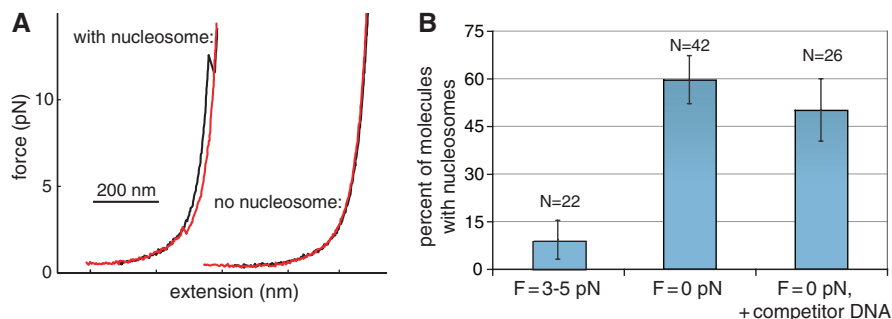 A
with nucleosome:
10
5
0
force (pN)
200 nm
no nucleosome:
extension (nm)
B
75
60
45
30
15
0
percent of molecules
with nucleosomes
N=22
N=42
N=26
F=3-5 pN
F=0 pN
F=0 pN,
+competitor DNA